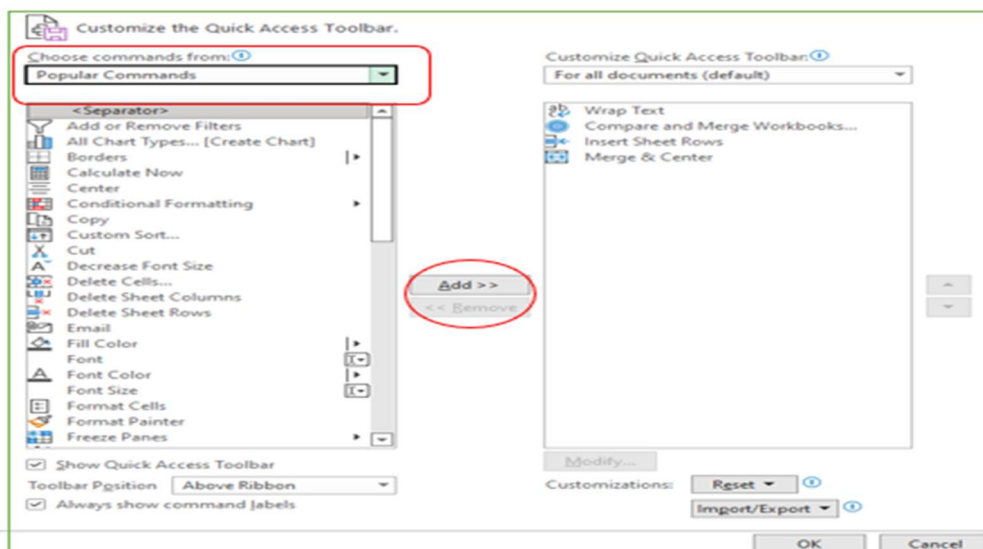 Customize the Quick Access Toolbar.
Choose commands from:
Popular Commands
<Separator>
Add or Remove Filters
All Chart Types... [Create Chart]
Borders
Calculate Now
Center
Conditional Formatting
Copy
Custom Sort...
Cut
Decrease Font Size
Delete Cells...
Delete Sheet Columns
Delete Sheet Rows
Email
Fill Color
Font
Font Color
Font Size
Format Cells
Format Painter
Freeze Panes
Show Quick Access Toolbar
Toolbar Position Above Ribbon
Always show command labels
Add >>
<< Remove
Customize Quick Access Toolbar:
For all documents (default)
Wrap Text
Compare and Merge Workbooks...
Insert Sheet Rows
Merge & Center
Modify...
Customizations: Reset
Import/Export
OK Cancel